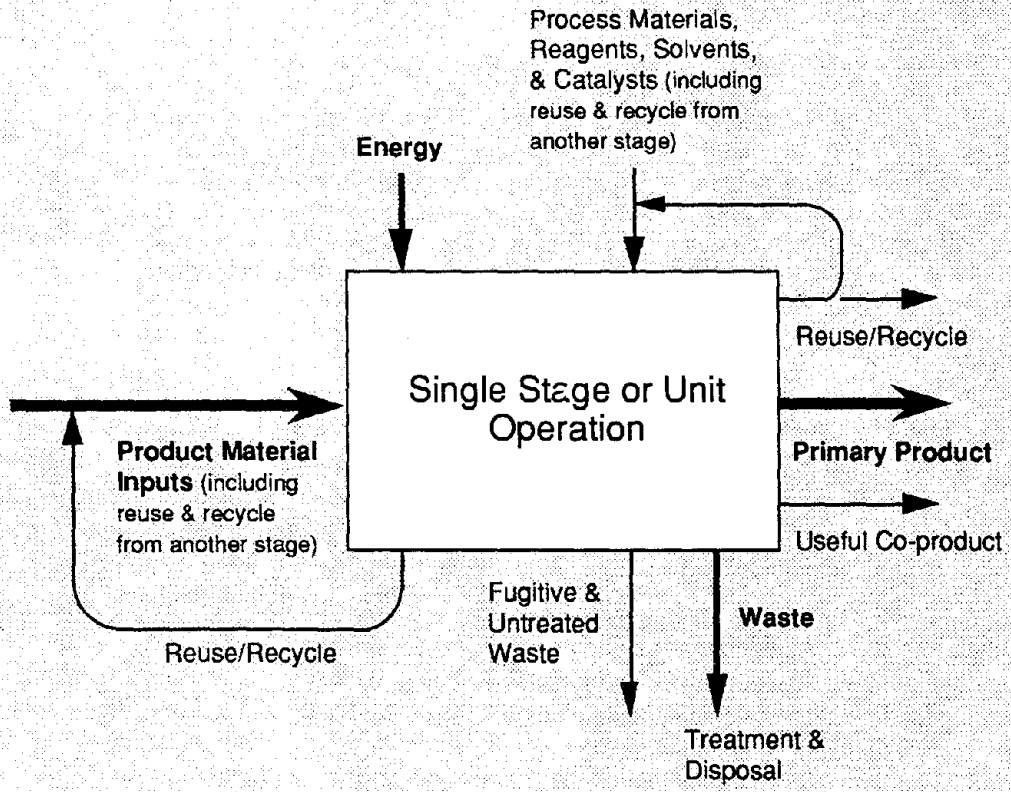 Process Materials,
Reagents, Solvents,
& Catalysts (including
reuse & recycle from
another stage)
Energy
Reuse/Recycle
Single Stage or Unit
Operation
Product Material
Inputs (including
reuse & recycle
from another stage)
Primary Product
Useful Co-product
Reuse/Recycle
Fugitive &
Untreated
Waste
Waste
Treatment &
Disposal